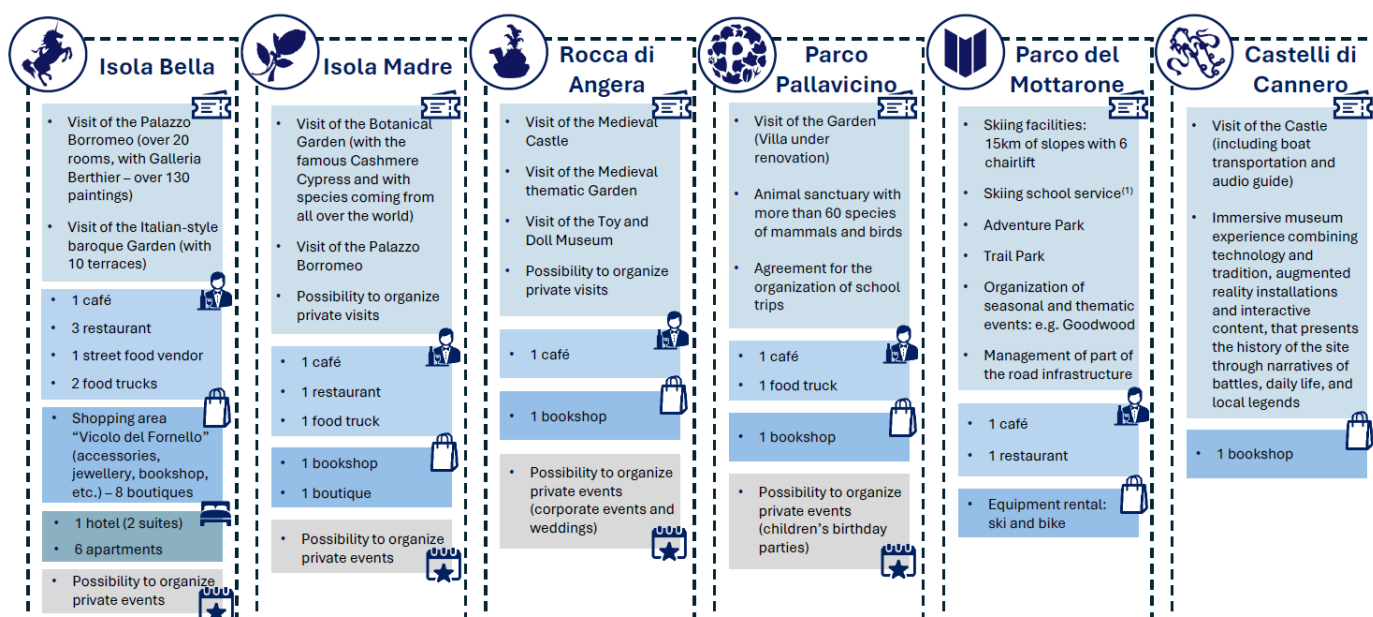 Isola Bella
• Visit of the Palazzo
Borromeo (over 20
rooms, with Galleria
Berthier – over 130
paintings)
• Visit of the Italian-style
baroque Garden (with
10 terraces)
• 1 café
• 3 restaurant
• 1 street food vendor
• 2 food trucks
• Shopping area
“Vicolo del Fornello”
(accessories,
jewellery, bookshop,
etc.) – 8 boutiques
• 1 hotel (2 suites)
• 6 apartments
• Possibility to organize
private events
Isola Madre
• Visit of the Botanical
Garden (with the
famous Cashmere
Cypress and with
species coming from
all over the world)
• Visit of the Palazzo
Borromeo
• Possibility to organize
private visits
• 1 café
• 1 restaurant
• 1 food truck
• 1 bookshop
• 1 boutique
• Possibility to organize
private events
Rocca di
Angera
• Visit of the Medieval
Castle
• Visit of the Medieval
thematic Garden
• Visit of the Toy and
Doll Museum
• Possibility to organize
private visits
• 1 café
• 1 bookshop
• Possibility to organize
private events
(corporate events and
weddings)
Parco
Pallavicino
• Visit of the Garden
(Villa under
renovation)
• Animal sanctuary with
more than 60 species
of mammals and birds
• Agreement for the
organization of school
trips
• 1 café
• 1 food truck
• 1 bookshop
• Possibility to organize
private events
(children’s birthday
parties)
Parco del
Mottarone
• Skiing facilities:
15km of slopes with 6
chairlift
• Skiing school service(1)
• Adventure Park
• Trail Park
• Organization of
seasonal and thematic
events: e.g. Goodwood
• Management of part of
the road infrastructure
• 1 café
• 1 restaurant
• Equipment rental:
ski and bike
Castelli di
Cannero
• Visit of the Castle
(including boat
transportation and
audio guide)
• Immersive museum
experience combining
technology and
tradition, augmented
reality installations
and interactive
content, that presents
the history of the site
through narratives of
battles, daily life, and
local legends
• 1 bookshop